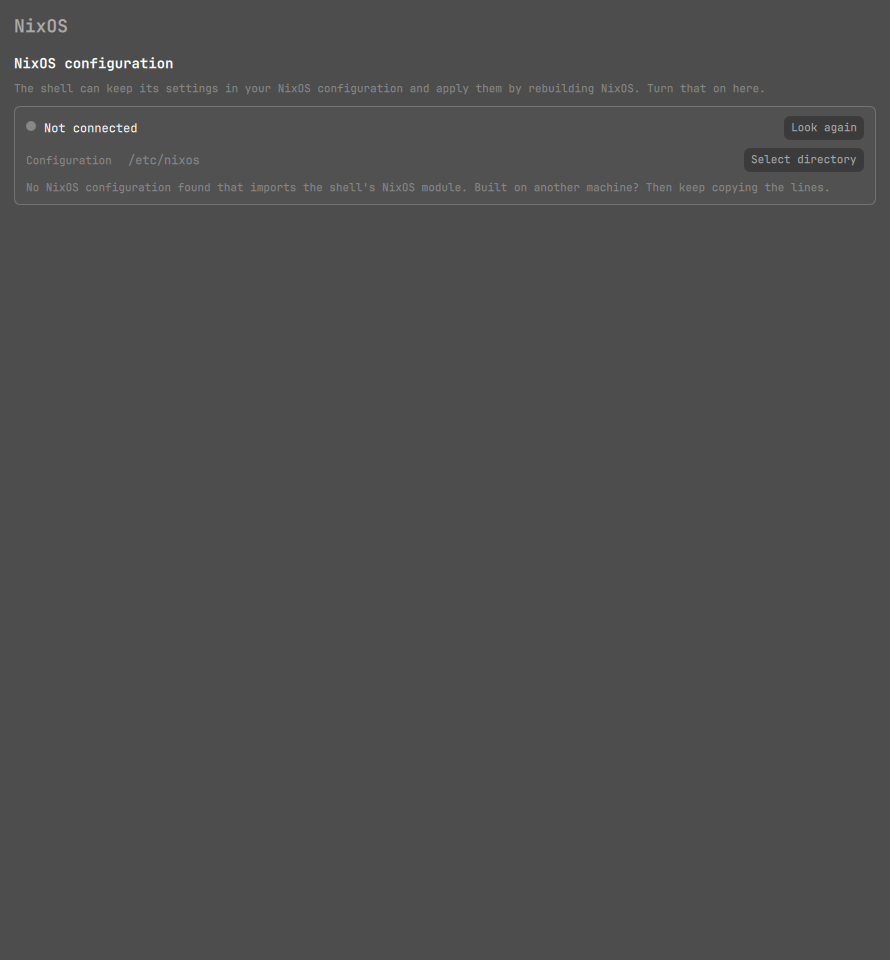 NixOS
NixOS configuration
The shell can keep its settings in your NixOS configuration and apply them by rebuilding NixOS. Turn that on here.
Not connected
Look again
Configuration /etc/nixos
Select directory
No NixOS configuration found that imports the shell's NixOS module. Built on another machine? Then keep copying the lines.